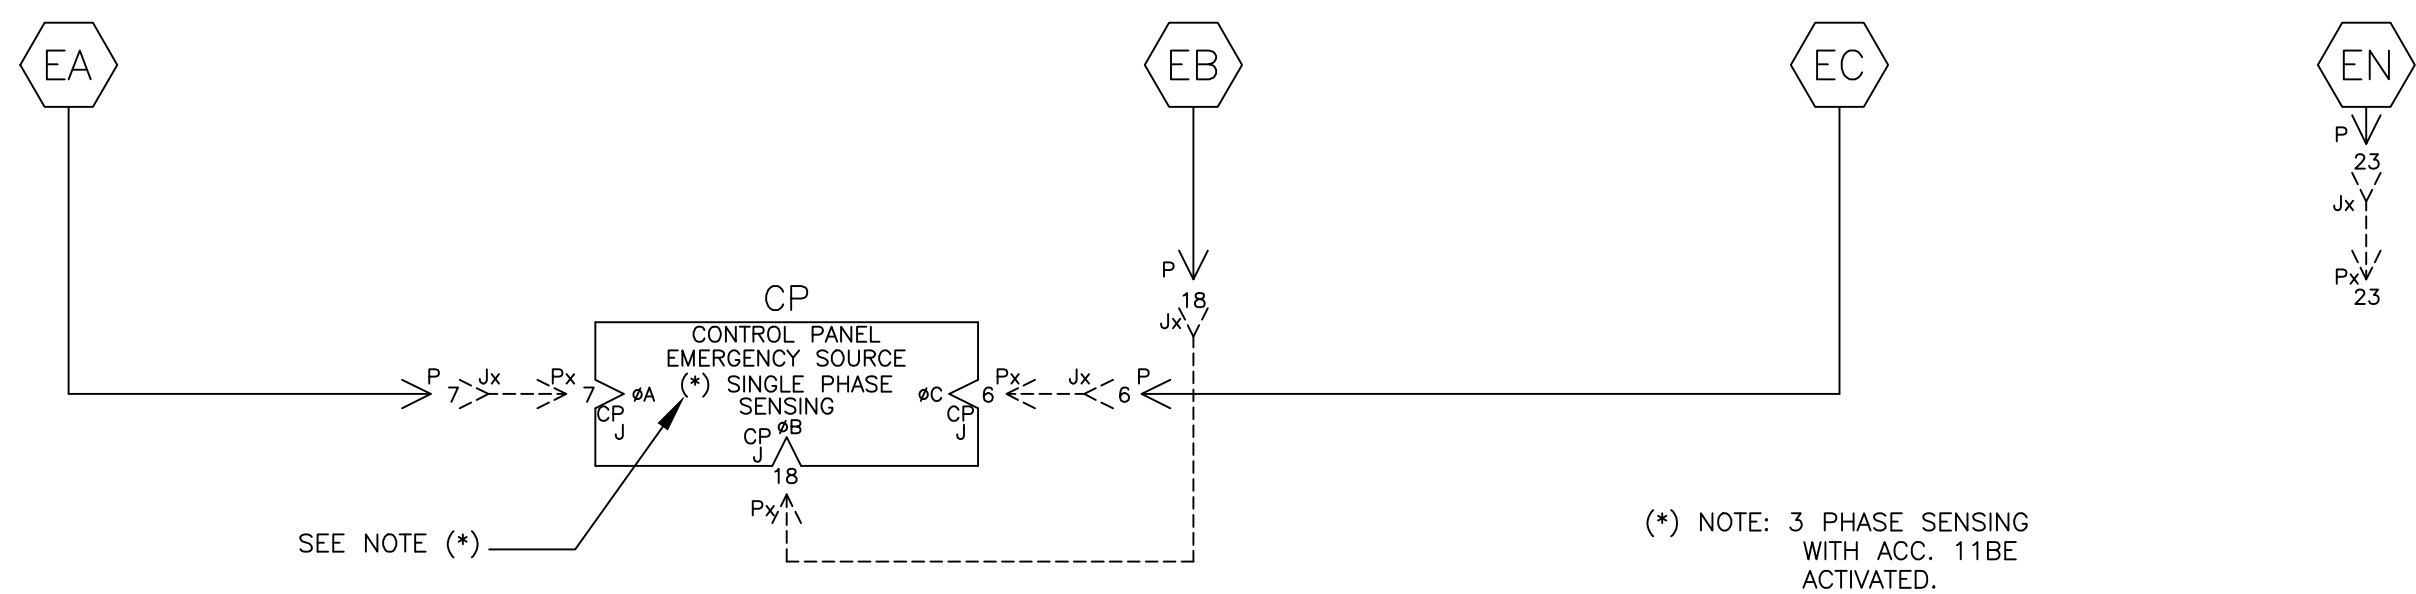 EA
EB
EC
EN
P
23
Jx
Px
23
P
18
Jx
CP
CONTROL PANEL
EMERGENCY SOURCE
(*) SINGLE PHASE
SENSING
P 7 Jx Px 7 øA
CP
J
øC 6 Px Jx 6 P
CP
J
øB
CP
J
18
Px
SEE NOTE (*)
(*) NOTE: 3 PHASE SENSING
WITH ACC. 11BE
ACTIVATED.